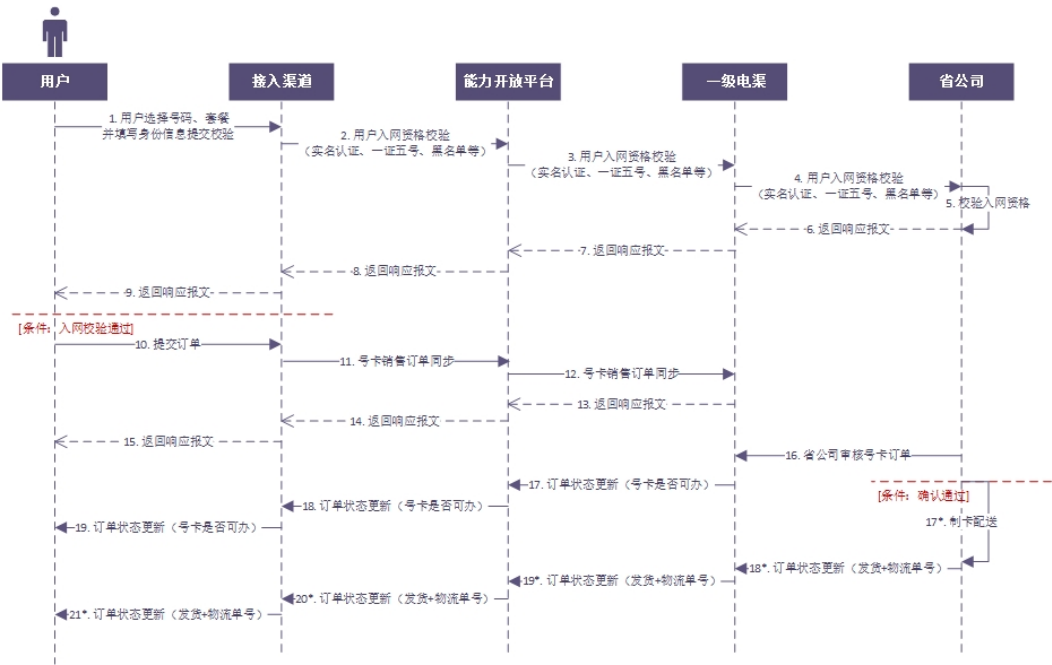 用户
接入渠道
能力开放平台
一级电渠
省公司
1. 用户选择号码、套餐
并填写身份信息提交校验
2. 用户入网资格校验
（实名认证、一证五号、黑名单等）
3. 用户入网资格校验
（实名认证、一证五号、黑名单等）
4. 用户入网资格校验
（实名认证、一证五号、黑名单等）
5. 校验入网资格
6. 返回响应报文
7. 返回响应报文
8. 返回响应报文
9. 返回响应报文
[条件：入网校验通过]
10. 提交订单
11. 号卡销售订单同步
12. 号卡销售订单同步
13. 返回响应报文
14. 返回响应报文
15. 返回响应报文
16. 省公司审核号卡订单
17. 订单状态更新（号卡是否可办）
[条件：确认通过]
18. 订单状态更新（号卡是否可办）
19. 订单状态更新（号卡是否可办）
17*. 制卡配送
18*. 订单状态更新（发货+物流单号）
19*. 订单状态更新（发货+物流单号）
20*. 订单状态更新（发货+物流单号）
21*. 订单状态更新（发货+物流单号）